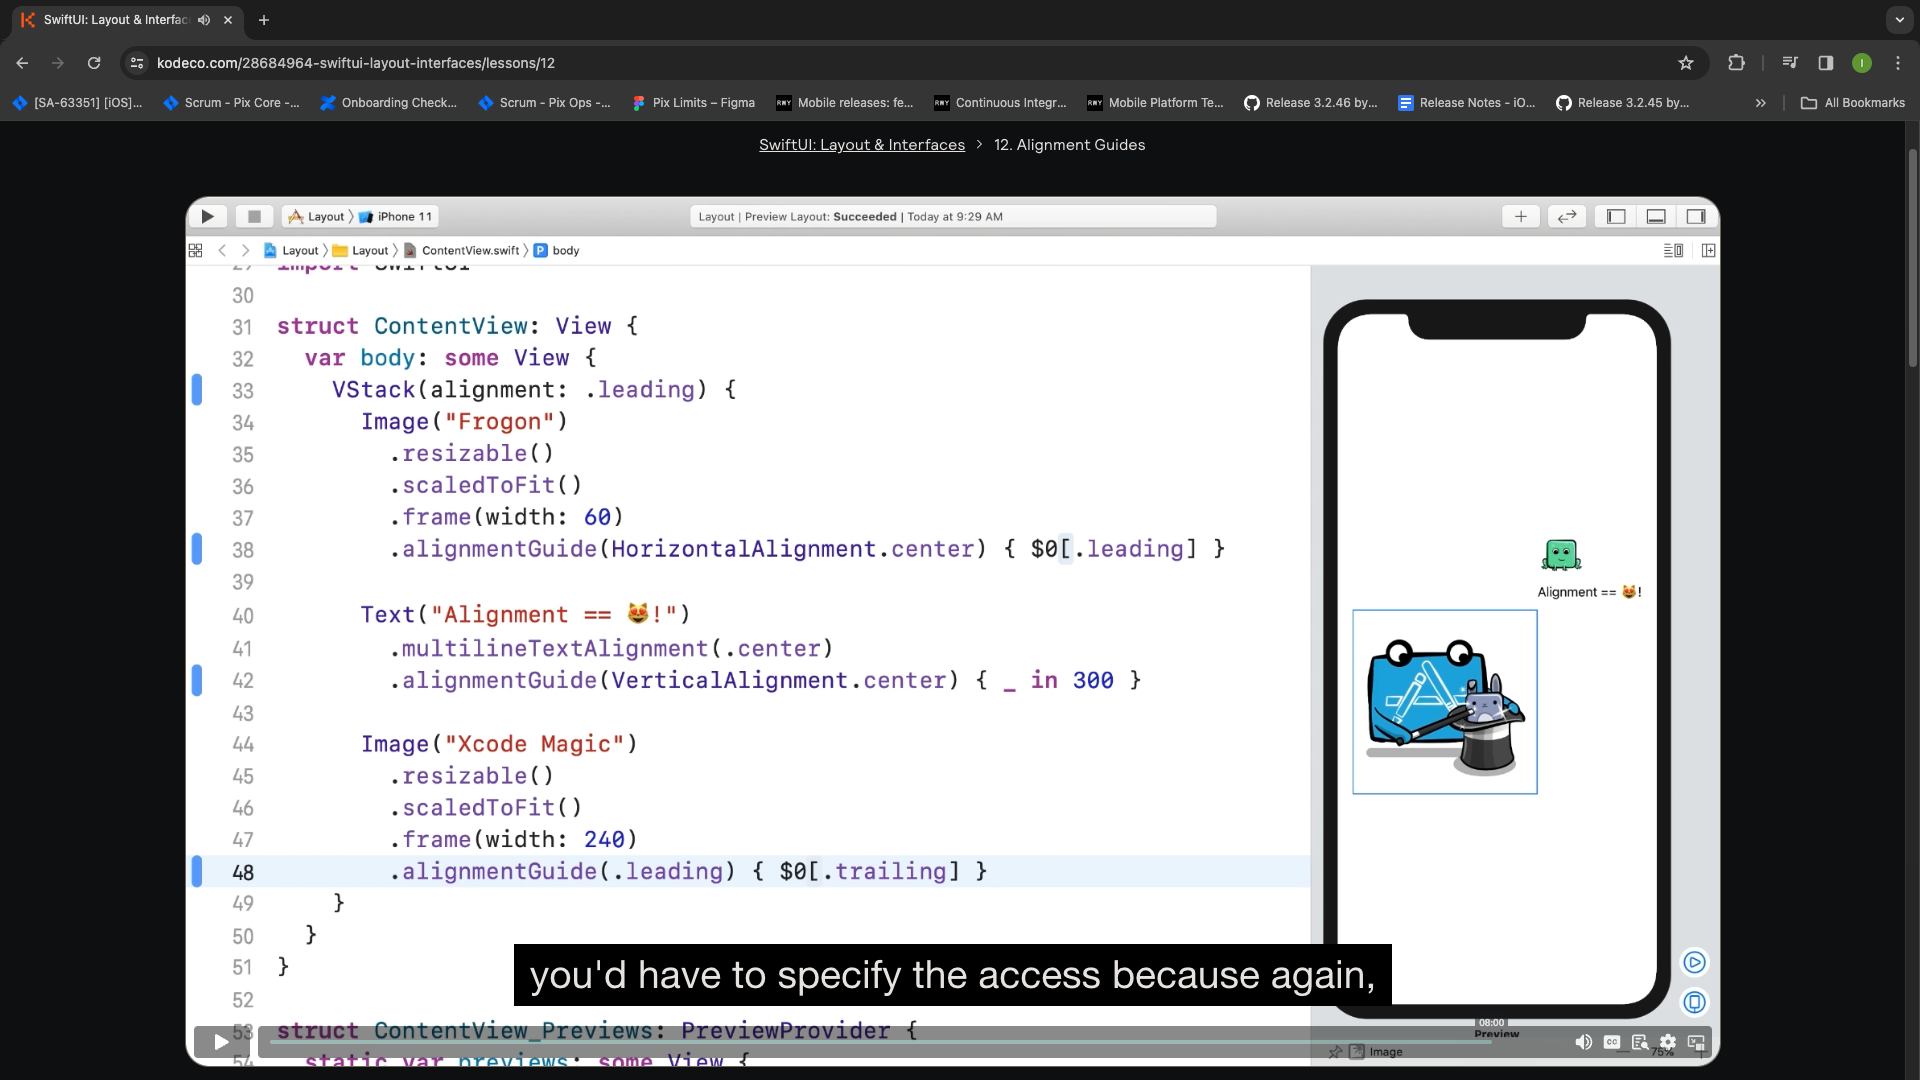 SwiftUI: Layout & Interfac
kodeco.com/28684964-swiftui-layout-interfaces/lessons/12
[SA-63351] [iOS]...
Scrum - Pix Core -...
Onboarding Check...
Scrum - Pix Ops -...
Pix Limits – Figma
Mobile releases: fe...
Continuous Integr...
Mobile Platform Te...
Release 3.2.46 by...
Release Notes - iO...
Release 3.2.45 by...
» All Bookmarks
SwiftUI: Layout & Interfaces > 12. Alignment Guides
Layout 〉 iPhone 11
Layout | Preview Layout: Succeeded | Today at 9:29 AM
Layout 〉 Layout 〉 ContentView.swift 〉 P body
29 import SwiftUI
30
31 struct ContentView: View {
32 var body: some View {
33 VStack(alignment: .leading) {
34 Image("Frogon")
35 .resizable()
36 .scaledToFit()
37 .frame(width: 60)
38 .alignmentGuide(HorizontalAlignment.center) { $0[.leading] }
39
40 Text("Alignment == 😻!")
41 .multilineTextAlignment(.center)
42 .alignmentGuide(VerticalAlignment.center) { _ in 300 }
43
44 Image("Xcode Magic")
45 .resizable()
46 .scaledToFit()
47 .frame(width: 240)
48 .alignmentGuide(.leading) { $0[.trailing] }
49 }
50 }
51 }
52
53 struct ContentView_Previews: PreviewProvider {
54 static var previews: some View {
Alignment == 😻!
you'd have to specify the access because again,
09:00
Preview
Image
75%
CC
I